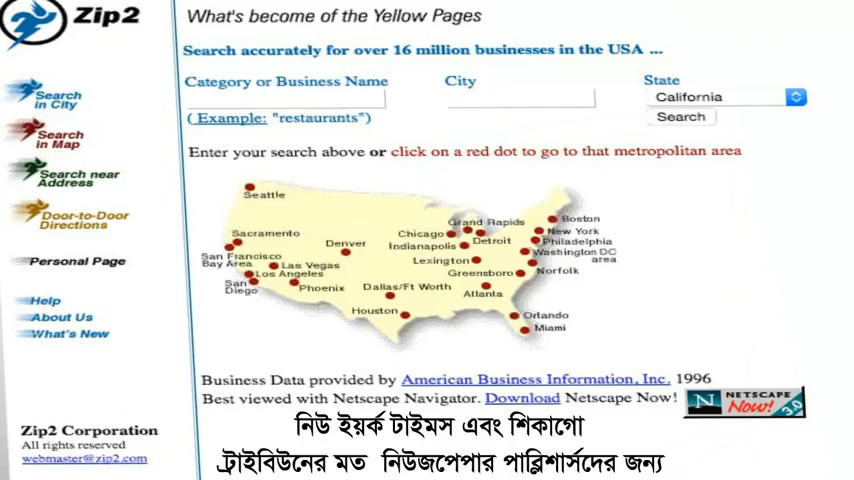 Zip2
What's become of the Yellow Pages
Search accurately for over 16 million businesses in the USA ...
Category or Business Name
City
State
California
(Example: "restaurants")
Search
Enter your search above or click on a red dot to go to that metropolitan area
Search
in City
Search
in Map
Search near
Address
Door-to-Door
Directions
Personal Page
Help
About Us
What's New
Seattle
Sacramento
San Francisco
Bay Area
Los Angeles
San
Diego
Las Vegas
Phoenix
Denver
Dallas/Ft Worth
Houston
Chicago
Grand Rapids
Indianapolis
Detroit
Lexington
Greensboro
Atlanta
Boston
New York
Philadelphia
Washington DC
area
Norfolk
Orlando
Miami
Business Data provided by American Business Information, Inc. 1996
Best viewed with Netscape Navigator. Download Netscape Now!
N NETSCAPE
Now! 3.0
Zip2 Corporation
All rights reserved
webmaster@zip2.com
নিউ ইয়র্ক টাইমস এবং শিকাগো
ট্রাইবিউনের মত নিউজপেপার পাব্লিশার্সদের জন্য